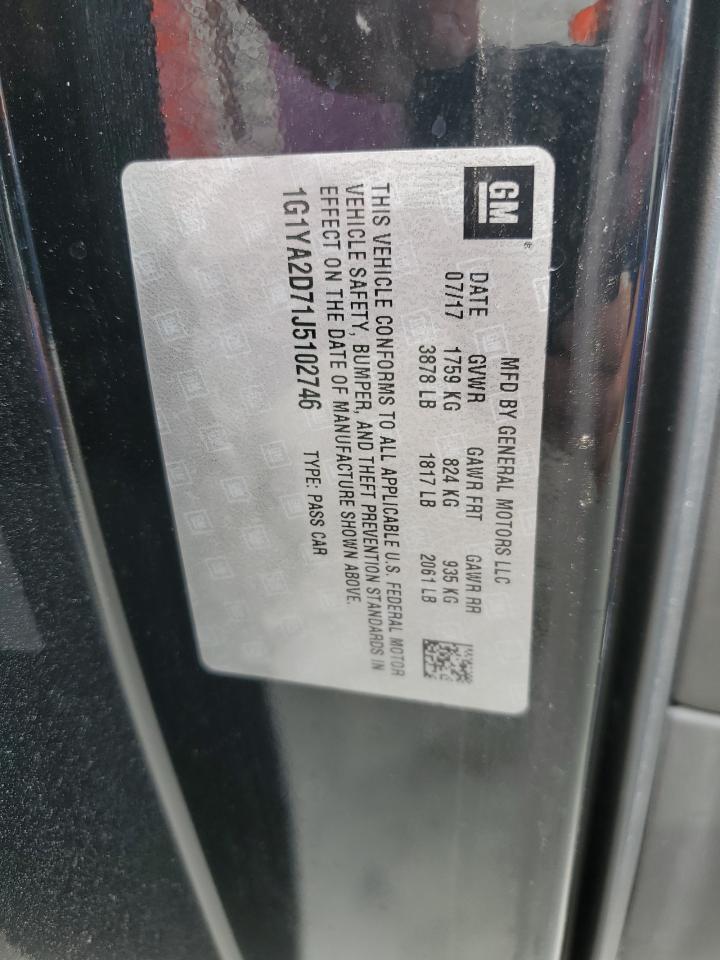 GM
MFD BY GENERAL MOTORS LLC
DATE GVWR GAWR FRT GAWR RR
07/17 1759 KG 824 KG 935 KG
3878 LB 1817 LB 2061 LB
THIS VEHICLE CONFORMS TO ALL APPLICABLE U.S. FEDERAL MOTOR
VEHICLE SAFETY, BUMPER, AND THEFT PREVENTION STANDARDS IN
EFFECT ON THE DATE OF MANUFACTURE SHOWN ABOVE.
1G1YA2D71J5102746 TYPE: PASS CAR